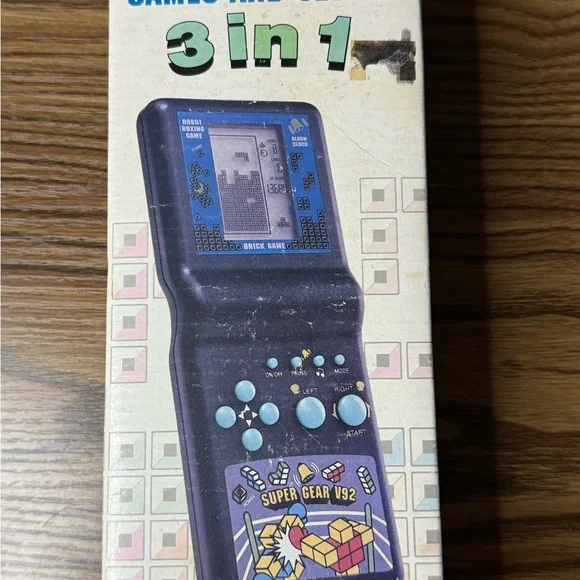 3 in 1
ROBOT
BOXING
GAME
ALARM
CLOCK
BRICK GAME
ON/OFF
PAUSE
MODE
LEFT
RIGHT
START
SUPER GEAR V92